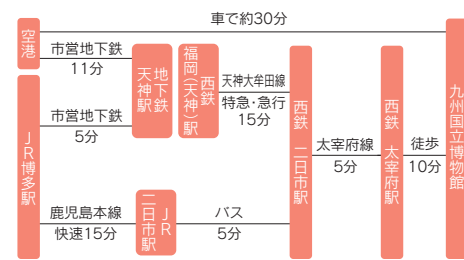 車で約30分
空港
市営地下鉄
11分
JR博多駅
市営地下鉄
5分
地下鉄
天神駅
西鉄
福岡(天神)駅
天神大牟田線
特急・急行
15分
鹿児島本線
快速15分
JR
二日市駅
バス
5分
西鉄 二日市駅
太宰府線
5分
西鉄 太宰府駅
徒歩
10分
九州国立博物館